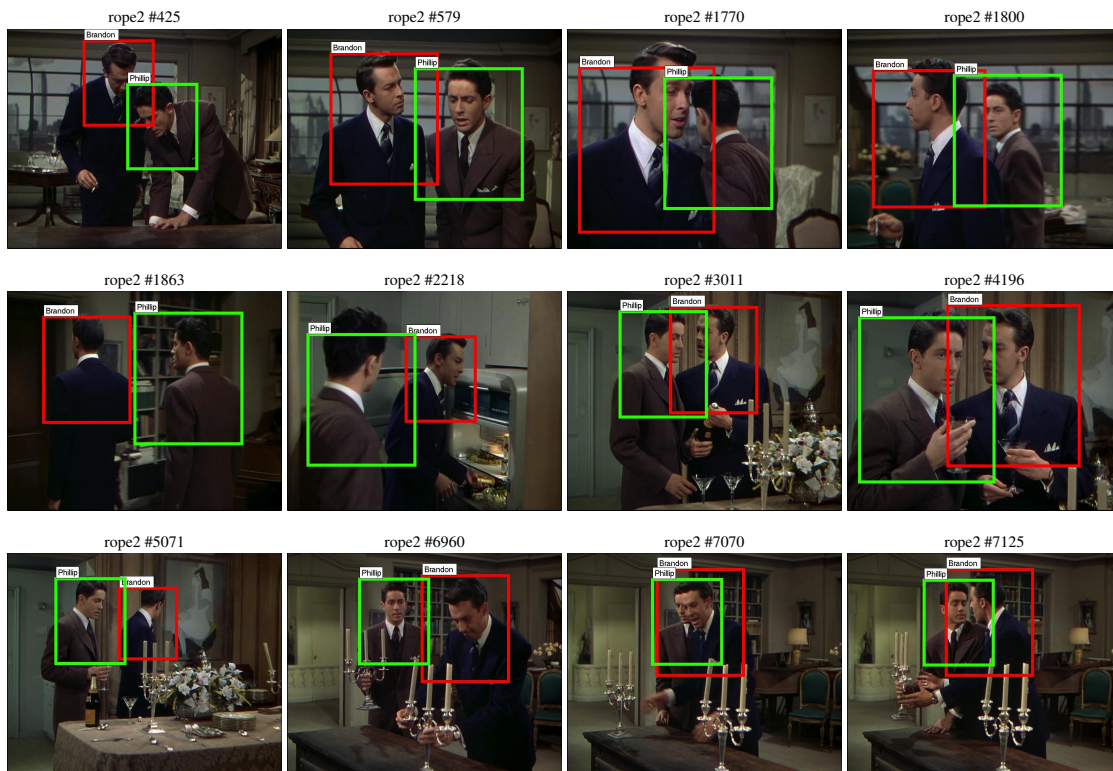 rope2 #425
rope2 #579
rope2 #1770
rope2 #1800
Brandon
Phillip
Brandon
Phillip
Brandon
Phillip
Brandon
Phillip
rope2 #1863
rope2 #2218
rope2 #3011
rope2 #4196
Brandon
Phillip
Phillip
Brandon
Phillip
Brandon
Phillip
Brandon
rope2 #5071
rope2 #6960
rope2 #7070
rope2 #7125
Phillip
Brandon
Phillip
Brandon
Brandon
Phillip
Brandon
Phillip